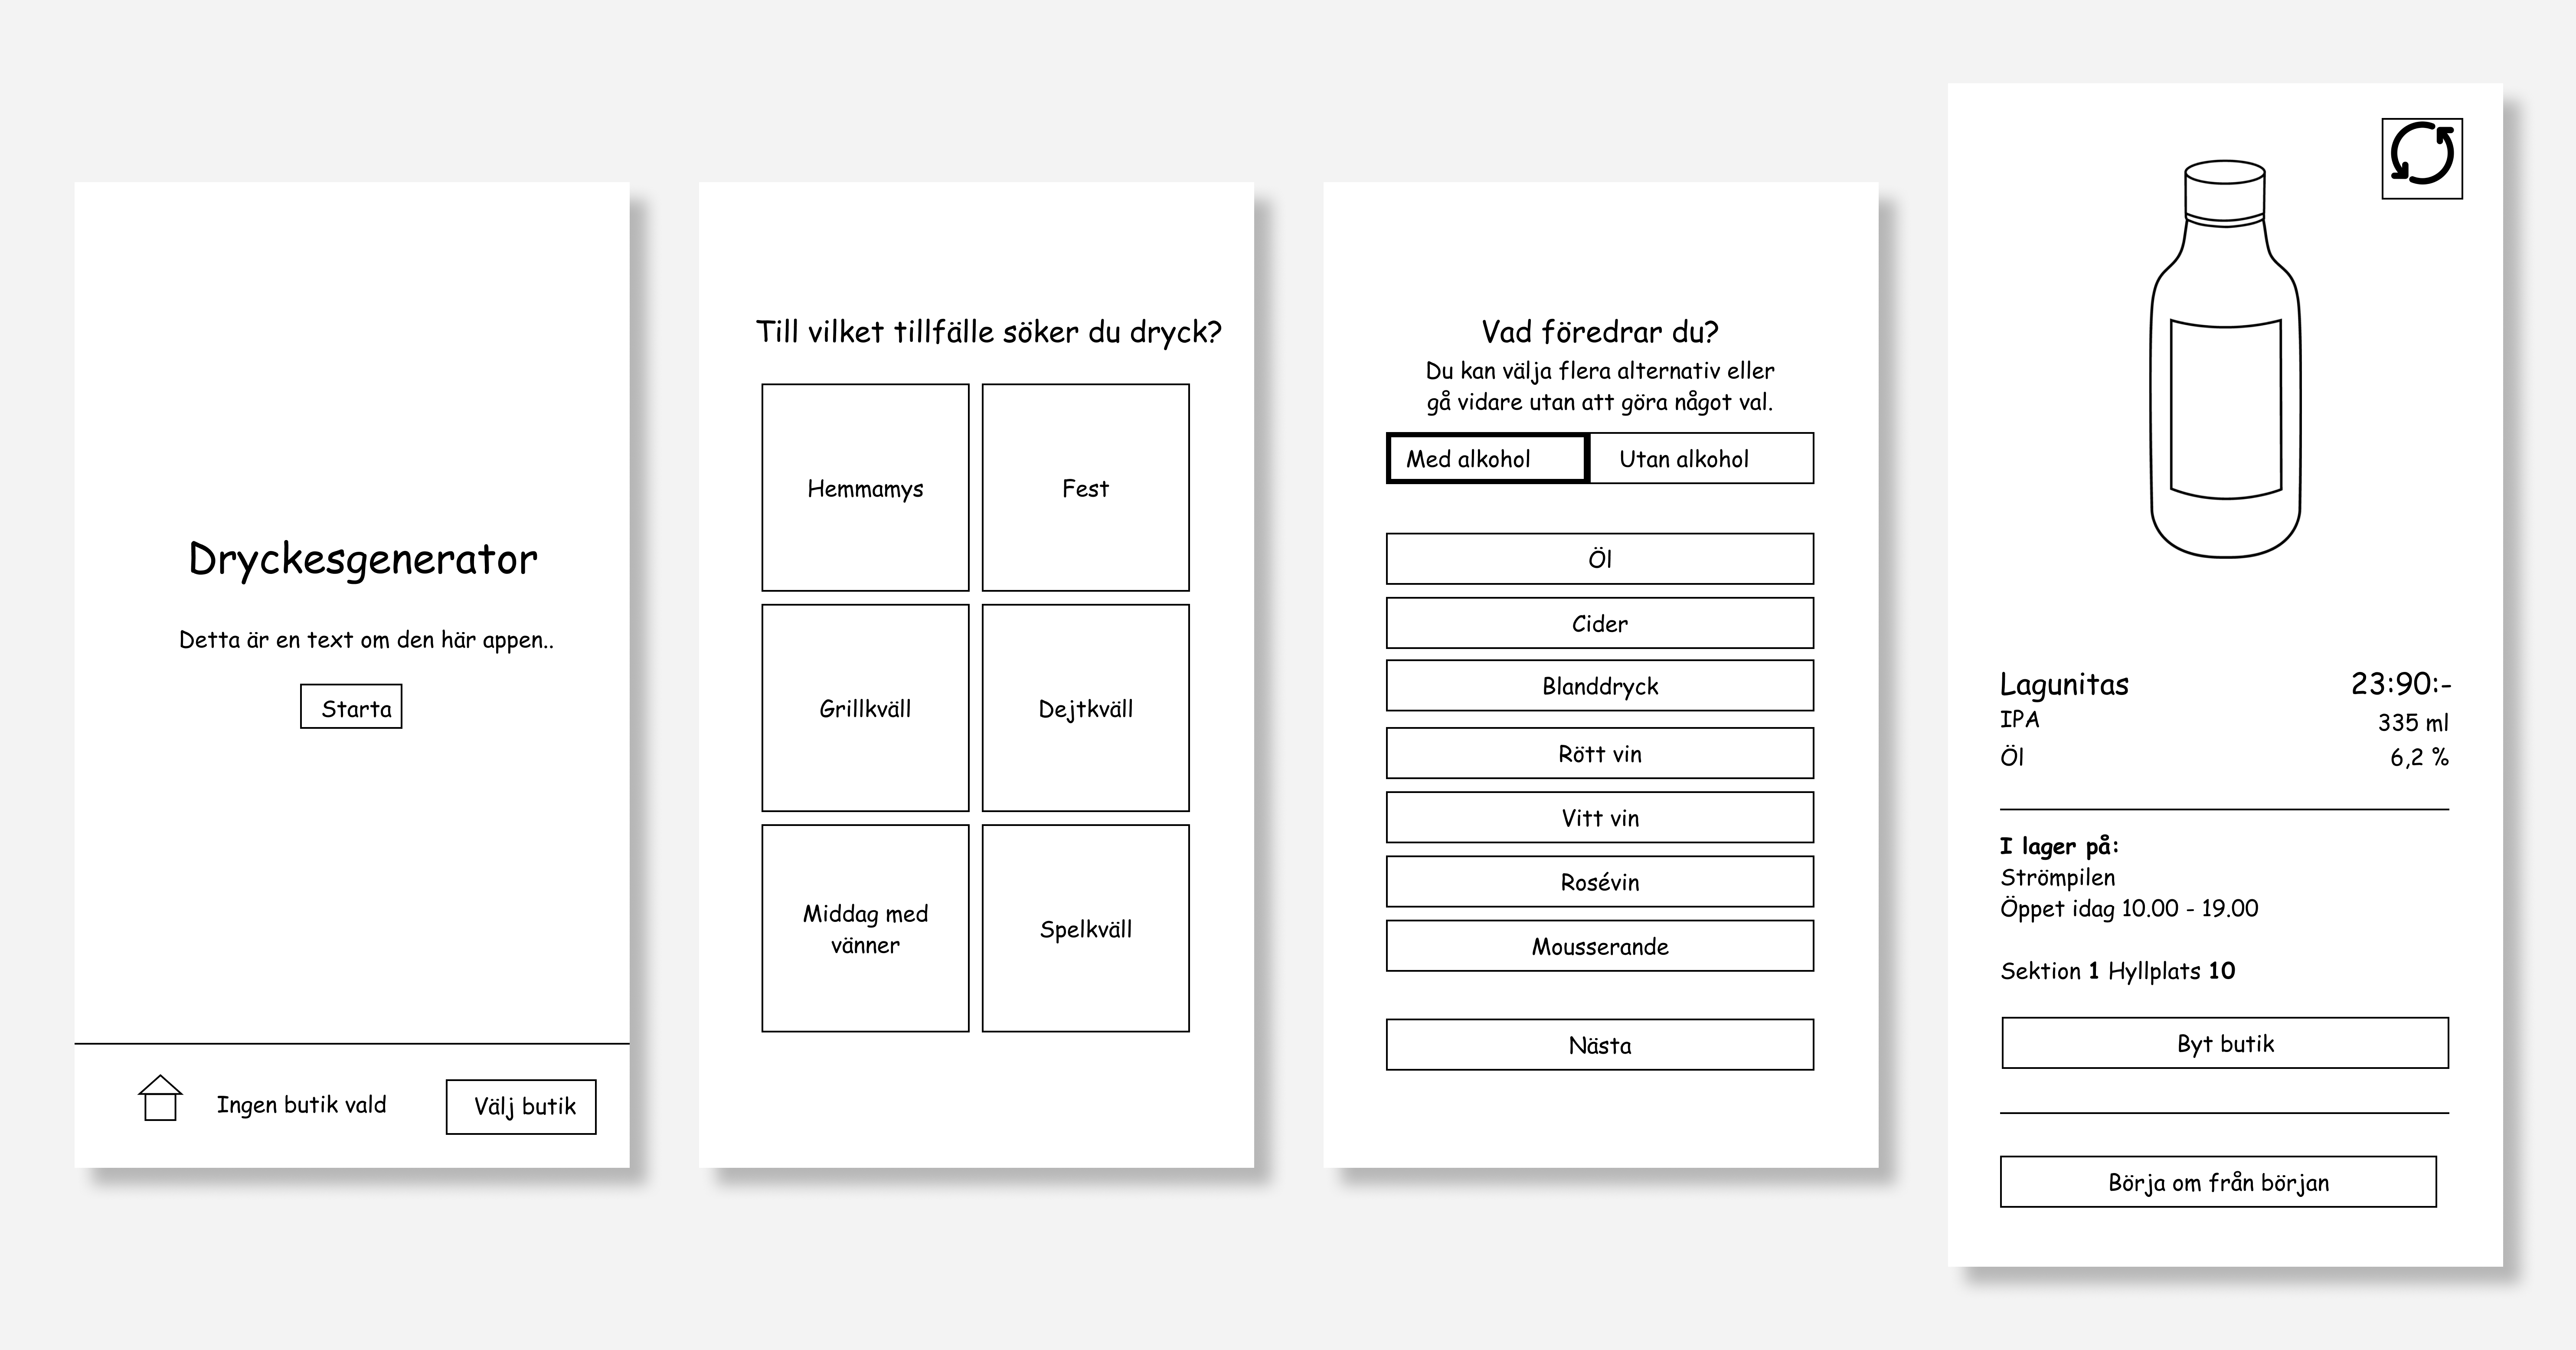 Dryckesgenerator
Detta är en text om den här appen..
Starta
Ingen butik vald
Välj butik
Till vilket tillfälle söker du dryck?
Hemmamys
Fest
Grillkväll
Dejtkväll
Middag med
vänner
Spelkväll
Vad föredrar du?
Du kan välja flera alternativ eller
gå vidare utan att göra något val.
Med alkohol
Utan alkohol
Öl
Cider
Blanddryck
Rött vin
Vitt vin
Rosévin
Mousserande
Nästa
Lagunitas
23:90:-
IPA
335 ml
Öl
6,2 %
I lager på:
Strömpilen
Öppet idag 10.00 - 19.00
Sektion 1 Hyllplats 10
Byt butik
Börja om från början